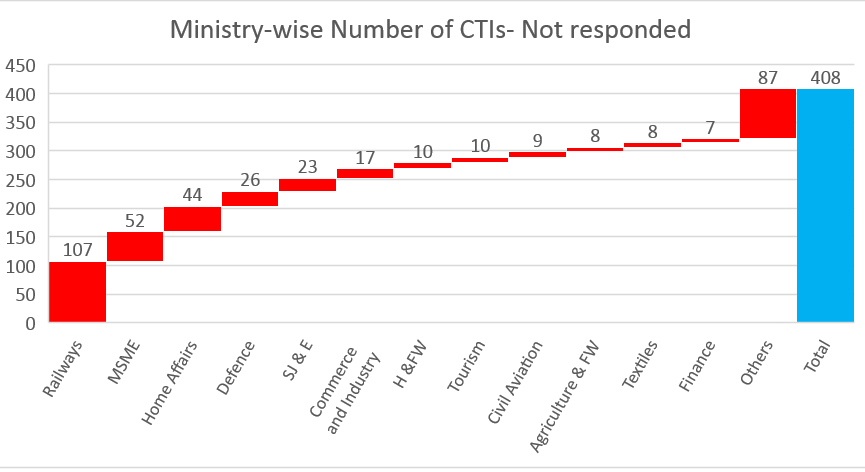 Ministry-wise Number of CTIs- Not responded
450
400
350
300
250
200
150
100
50
0
107
52
44
26
23
17
10
10
9
8
8
7
87
408
Railways
MSME
Home Affairs
Defence
SJ & E
Commerce
and Industry
H &FW
Tourism
Civil Aviation
Agriculture & FW
Textiles
Finance
Others
Total